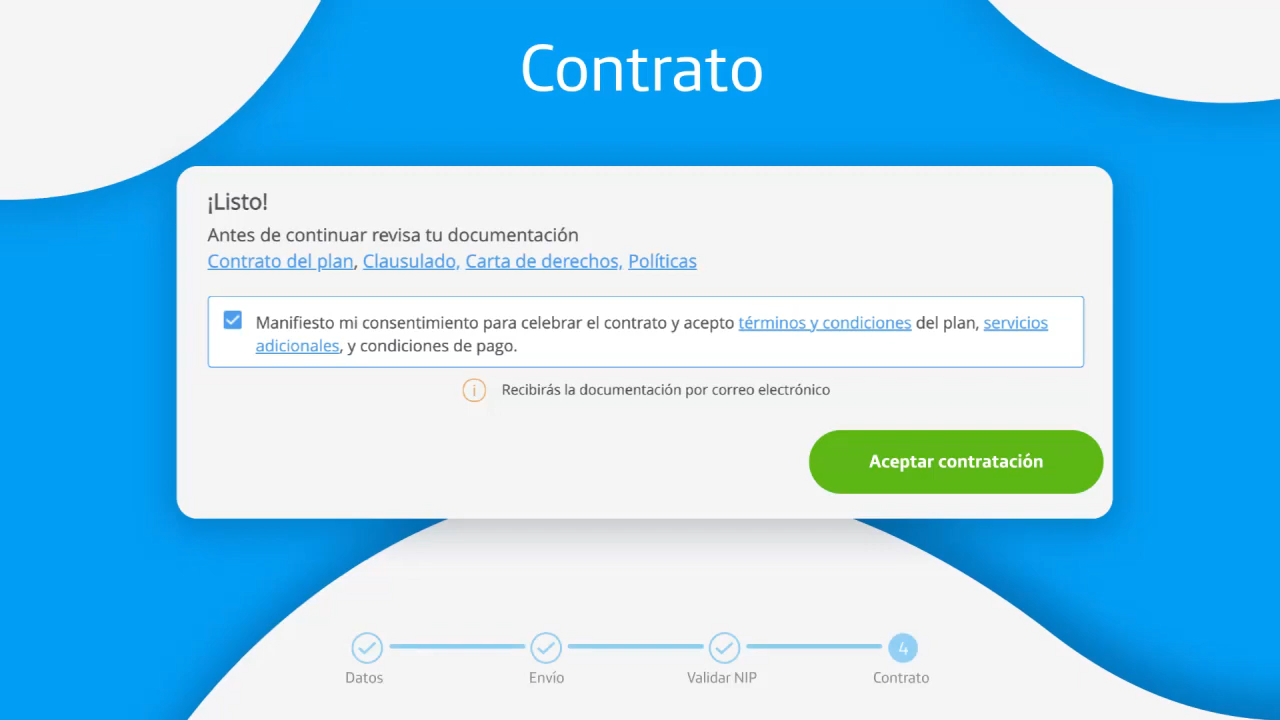 Contrato
¡Listo!
Antes de continuar revisa tu documentación
Contrato del plan, Clausulado, Carta de derechos, Políticas
Manifiesto mi consentimiento para celebrar el contrato y acepto términos y condiciones del plan, servicios
adicionales, y condiciones de pago.
i Recibirás la documentación por correo electrónico
Aceptar contratación
4
Datos Envío Validar NIP Contrato